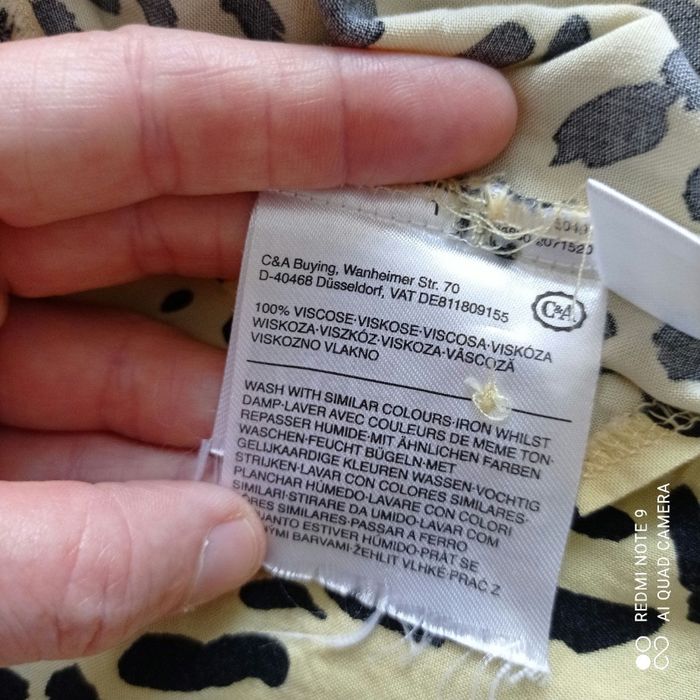 2071520
C&A Buying, Wanheimer Str. 70
D-40468 Düsseldorf, VAT DE811809155
C&A
100% VISCOSE·VISKOSE·VISCOSA·VISKÓZA
WISKOZA·VISZKÓZ·VISKOZA·VÂSCOZĂ
VISKOZNO VLAKNO
WASH WITH SIMILAR COLOURS·IRON WHILST
DAMP·LAVER AVEC COULEURS DE MEME TON·
REPASSER HUMIDE·MIT ÄHNLICHEN FARBEN
WASCHEN·FEUCHT BÜGELN·MET
GELIJKAARDIGE KLEUREN WASSEN·VOCHTIG
STRIJKEN·LAVAR CON COLORES SIMILARES·
PLANCHAR HÚMEDO·LAVARE CON COLORI
SIMILARI·STIRARE DA UMIDO·LAVAR COM
ORES SIMILARES·PASSAR A FERRO
UANTO ESTIVER HÚMIDO·PRÁT SE
NÝMI BARVAMI·ŽEHLIT VLHKÉ PRAĆ Z
REDMI NOTE 9
AI QUAD CAMERA